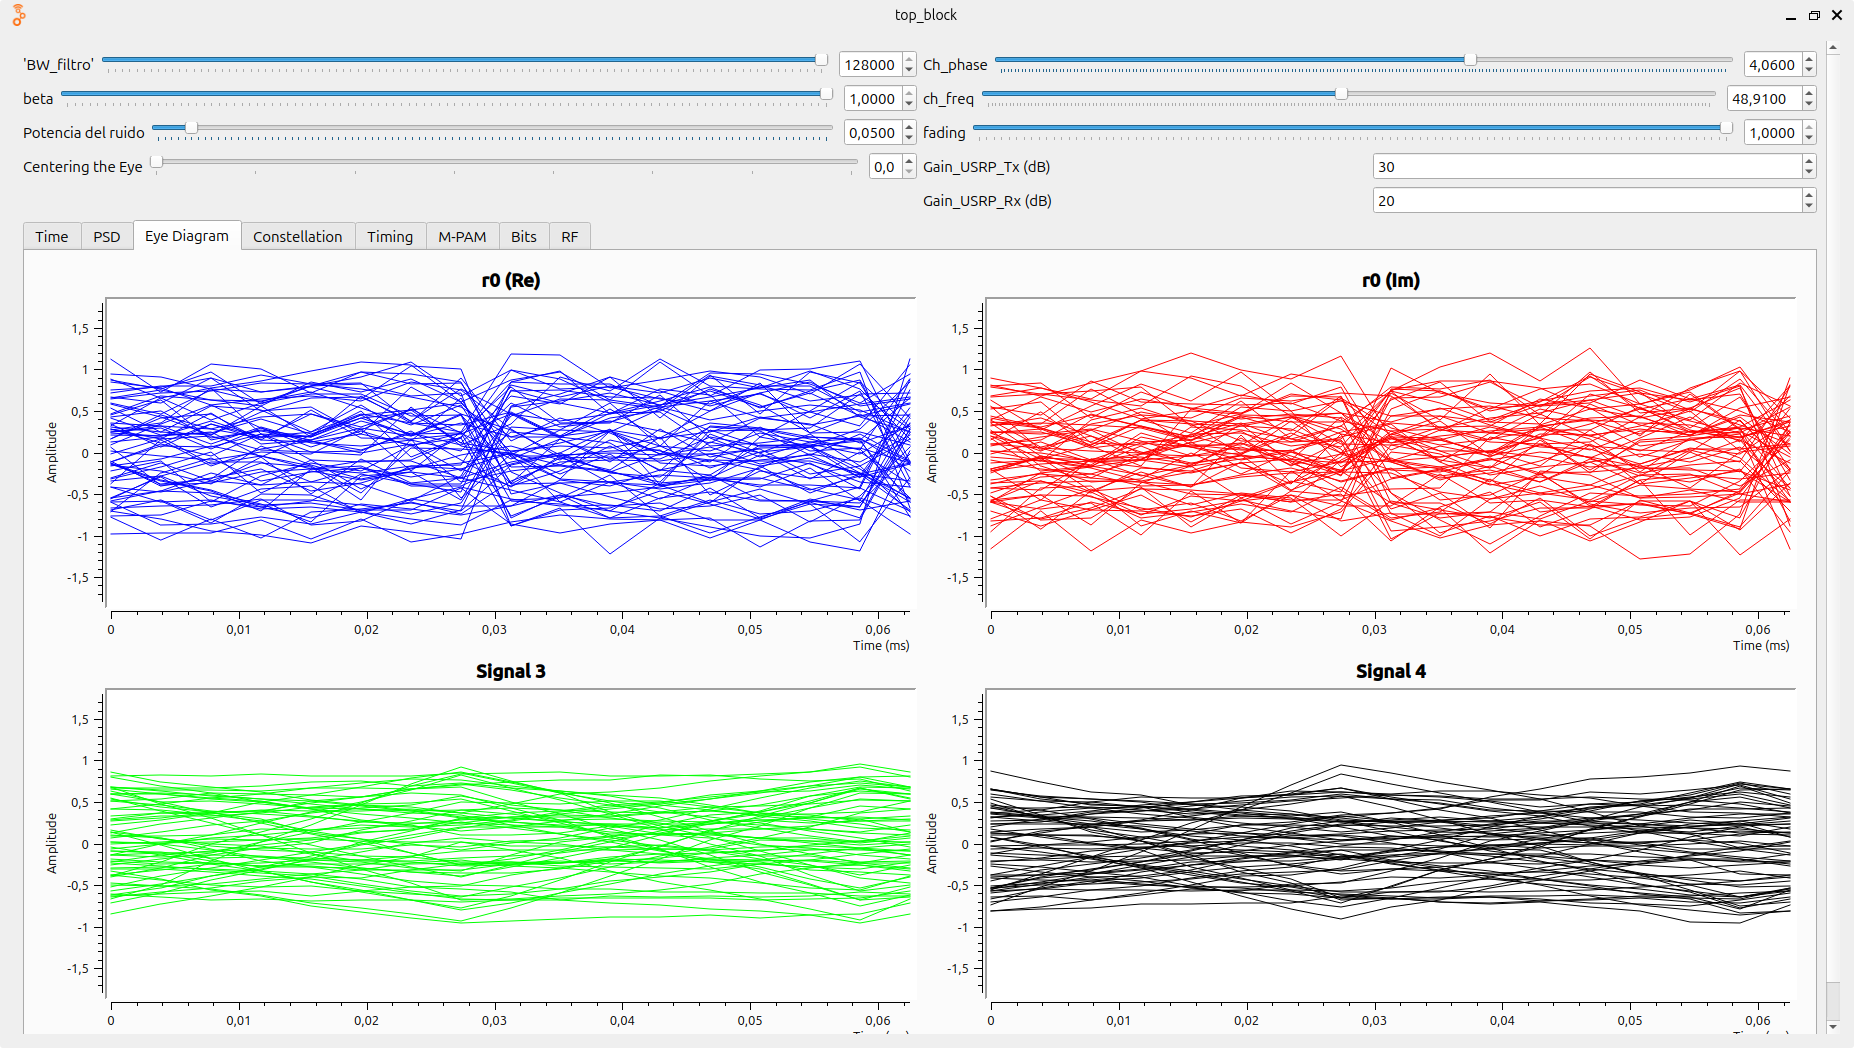 top_block
'BW_filtro' 128000 Ch_phase 4,0600
beta 1,0000 ch_freq 48,9100
Potencia del ruido 0,0500 fading 1,0000
Centering the Eye 0,0 Gain_USRP_Tx (dB) 30
Gain_USRP_Rx (dB) 20
Time PSD Eye Diagram Constellation Timing M-PAM Bits RF
r0 (Re)
1,5
1
0,5
0
-0,5
-1
-1,5
Amplitude
0 0,01 0,02 0,03 0,04 0,05 0,06
Time (ms)
r0 (Im)
1,5
1
0,5
0
-0,5
-1
-1,5
Amplitude
0 0,01 0,02 0,03 0,04 0,05 0,06
Time (ms)
Signal 3
1,5
1
0,5
0
-0,5
-1
-1,5
Amplitude
0 0,01 0,02 0,03 0,04 0,05 0,06
Signal 4
1,5
1
0,5
0
-0,5
-1
-1,5
Amplitude
0 0,01 0,02 0,03 0,04 0,05 0,06